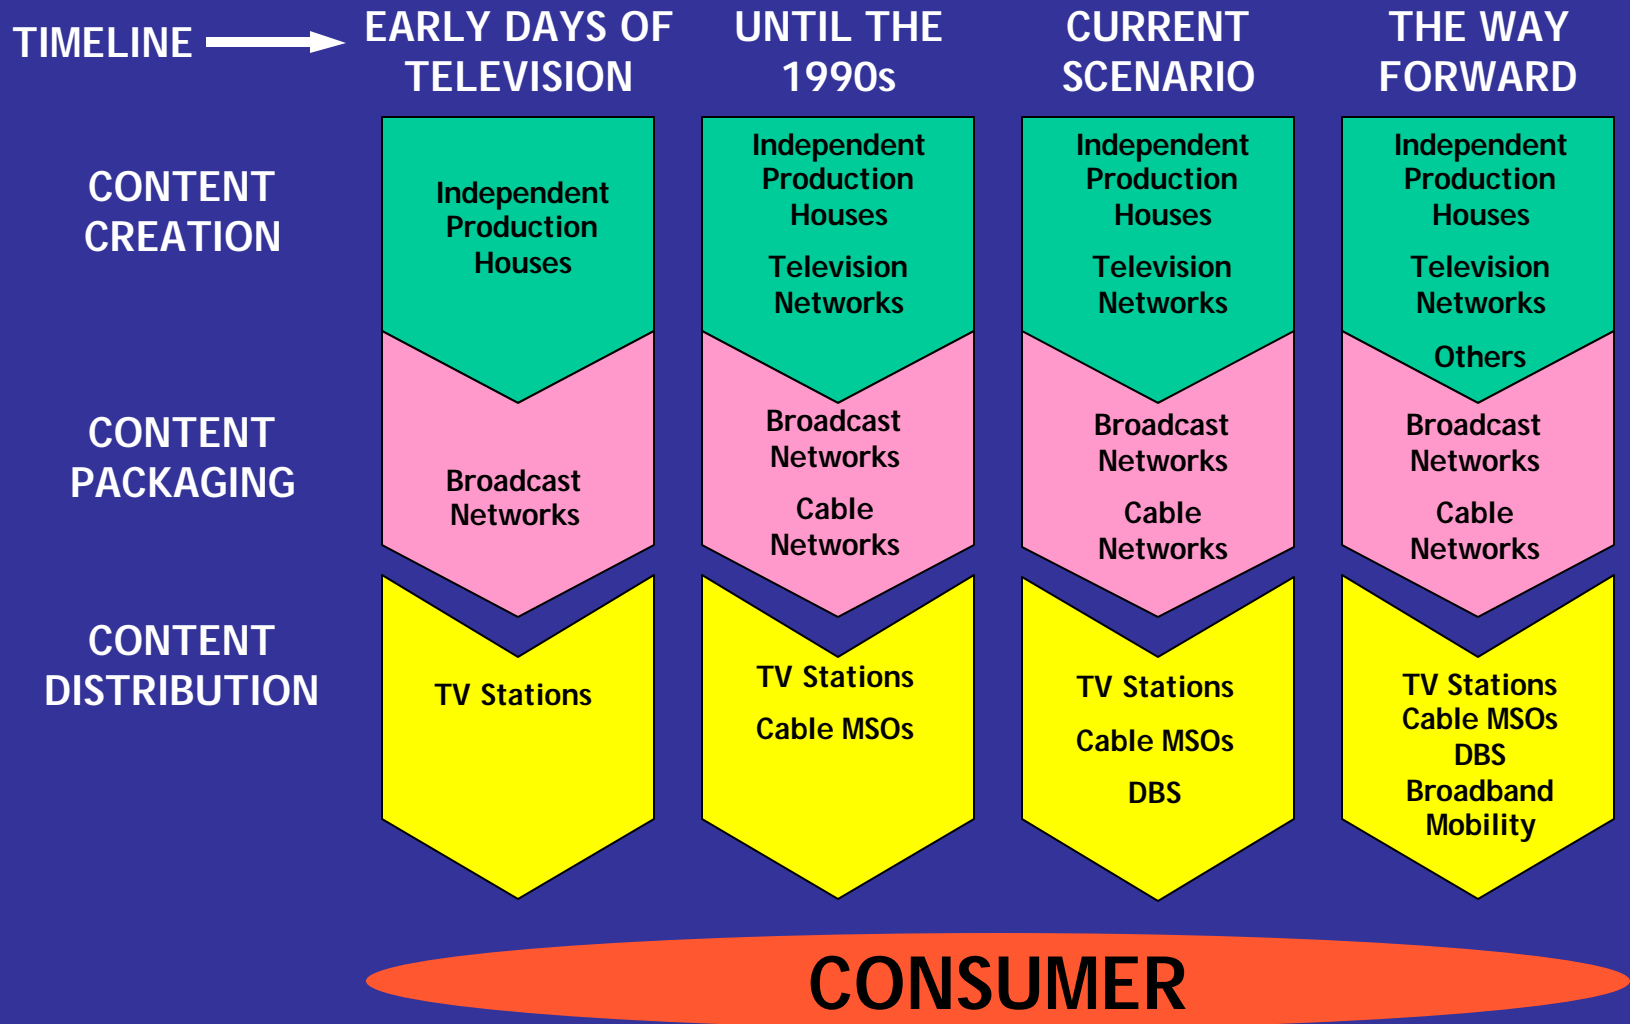 TIMELINE
EARLY DAYS OF
TELEVISION
UNTIL THE
1990s
CURRENT
SCENARIO
THE WAY
FORWARD
CONTENT
CREATION
Independent
Production
Houses
Independent
Production
Houses
Television
Networks
Independent
Production
Houses
Television
Networks
Independent
Production
Houses
Television
Networks
Others
CONTENT
PACKAGING
Broadcast
Networks
Broadcast
Networks
Cable
Networks
Broadcast
Networks
Cable
Networks
Broadcast
Networks
Cable
Networks
CONTENT
DISTRIBUTION
TV Stations
TV Stations
Cable MSOs
TV Stations
Cable MSOs
DBS
TV Stations
Cable MSOs
DBS
Broadband
Mobility
CONSUMER